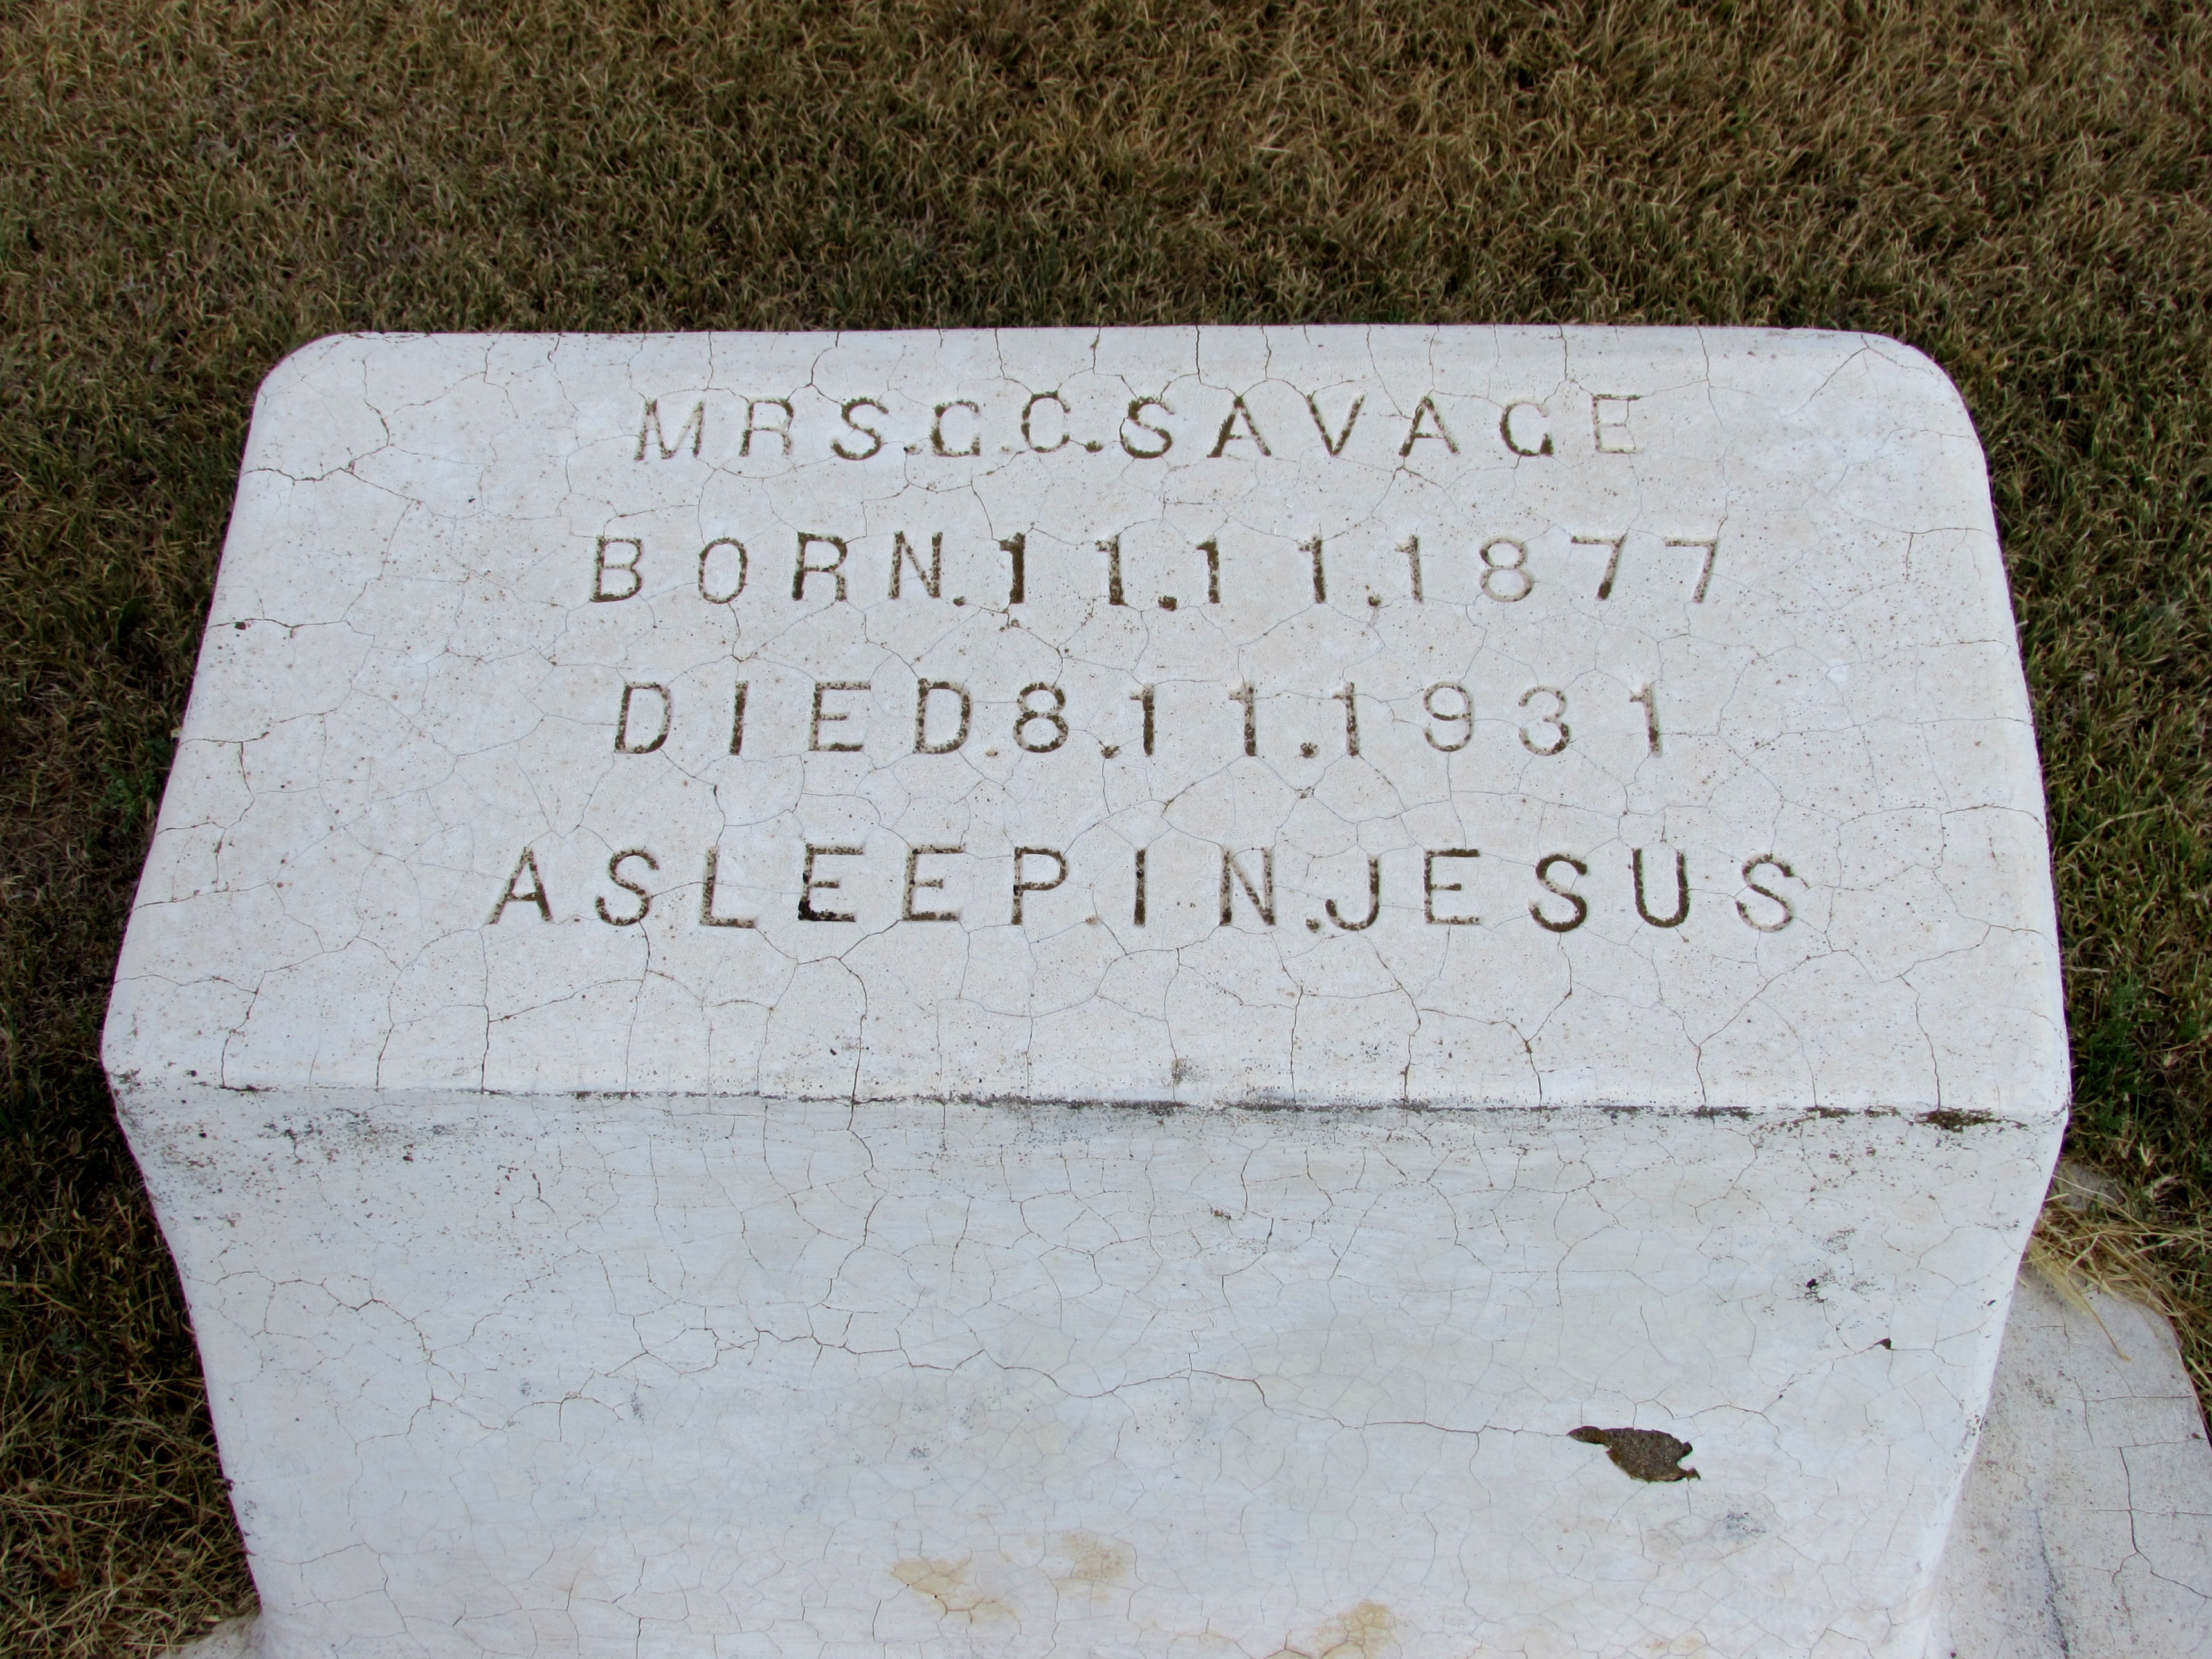 MRS.G.C.SAVAGE
BORN.11.11.1877
DIED.8.11.1931
ASLEEP.IN.JESUS